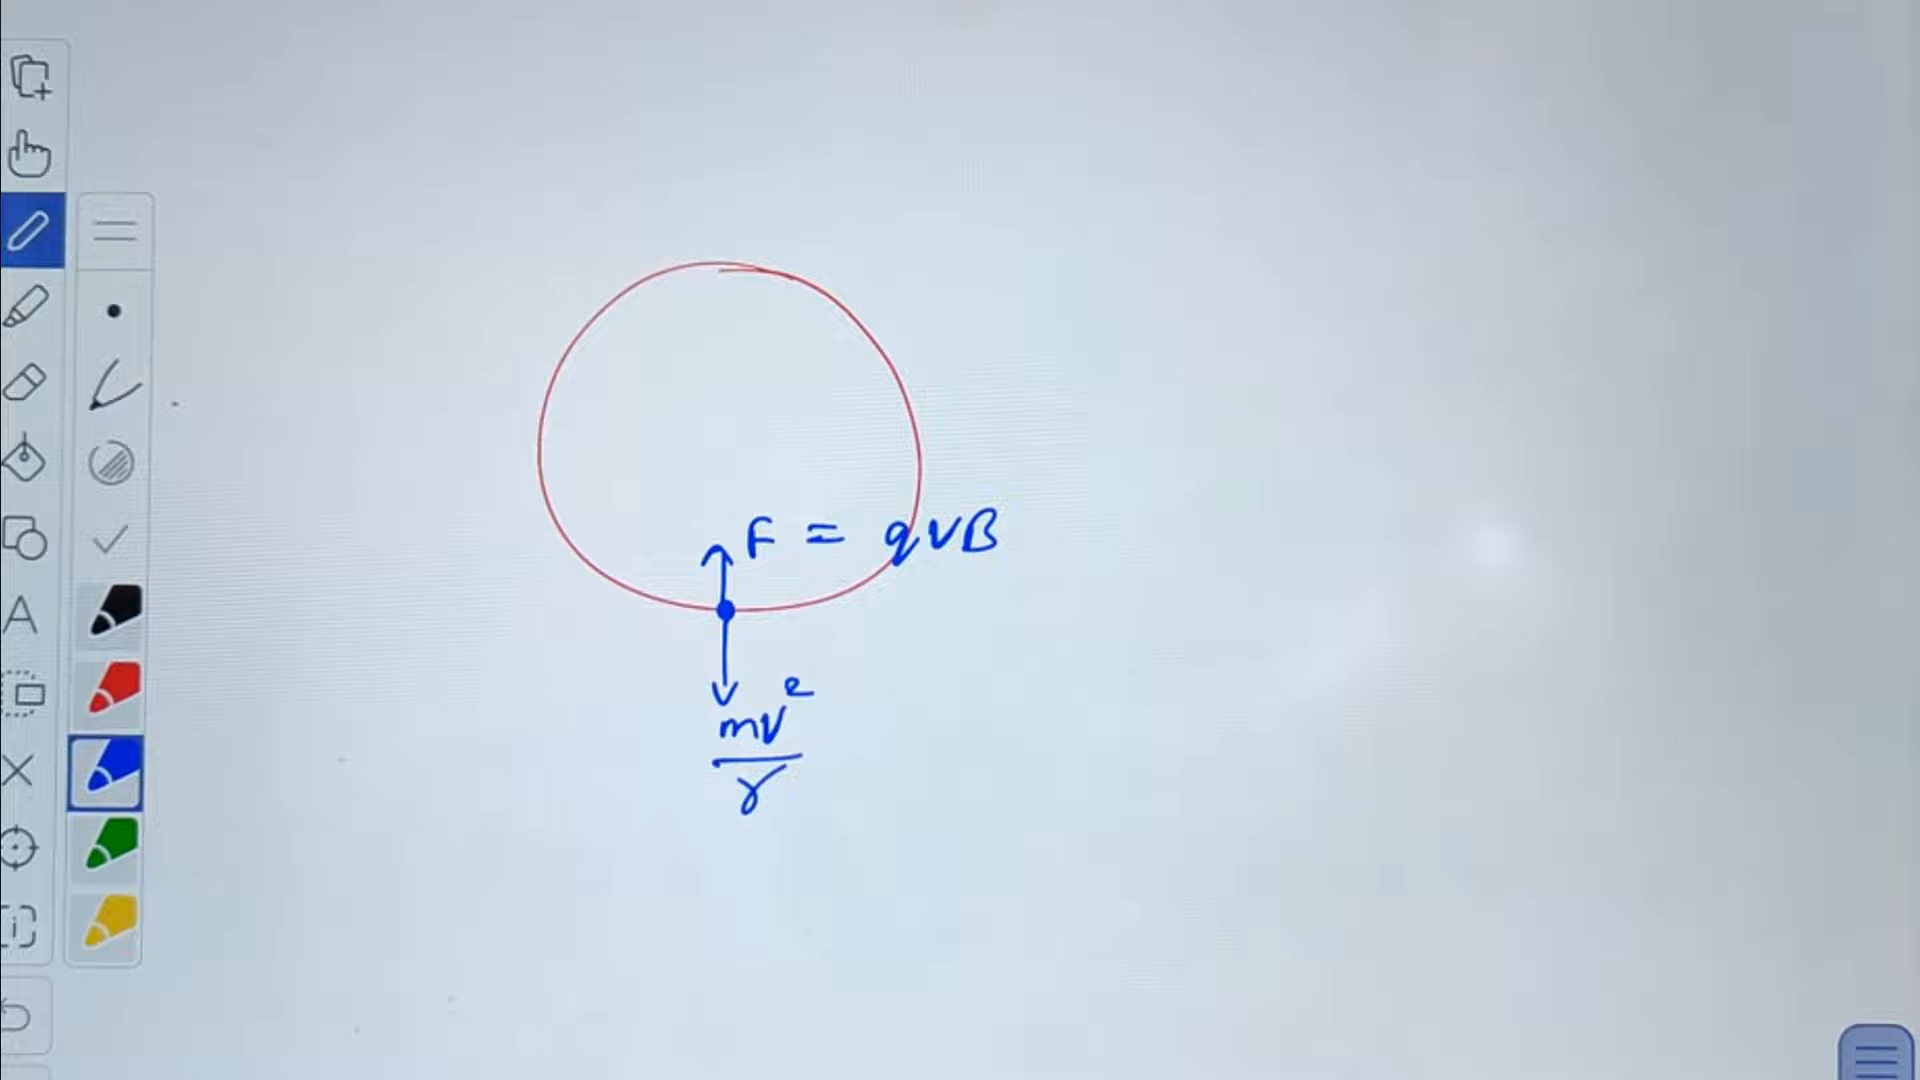 F = qvB
mv²
r
A